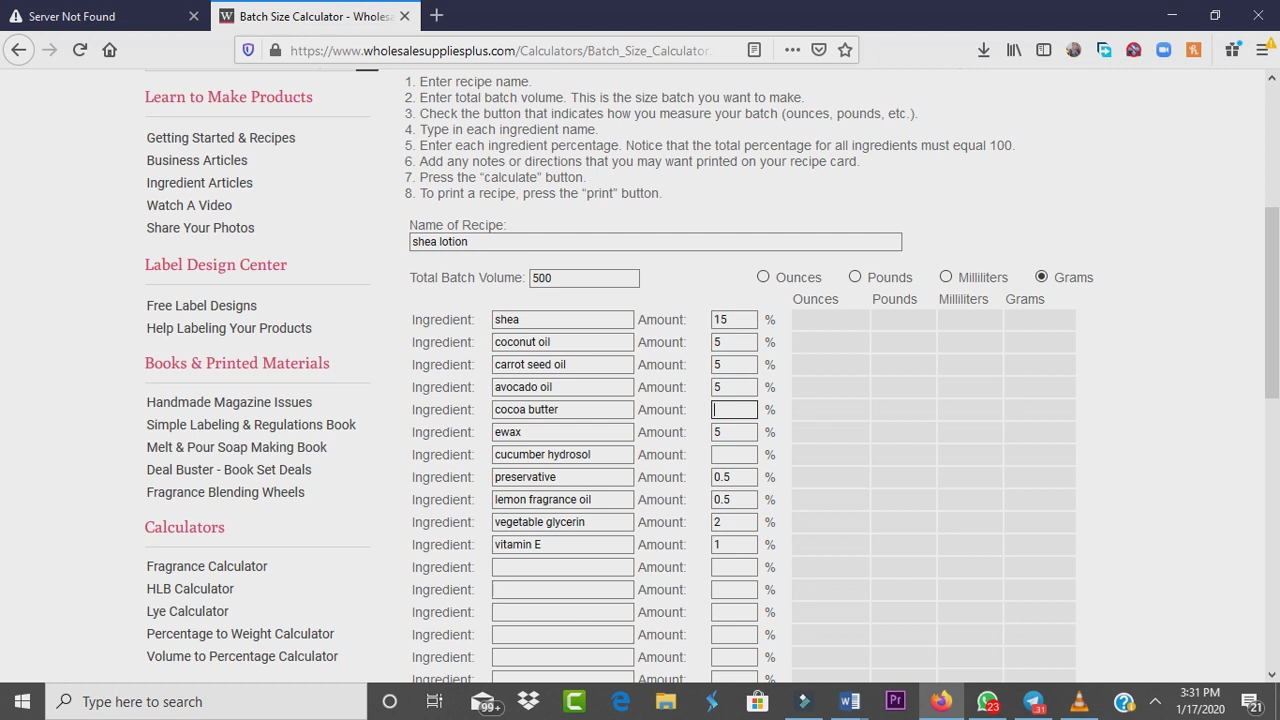 Server Not Found
Batch Size Calculator - Wholesa
https://www.wholesalesuppliesplus.com/Calculators/Batch_Size_Calculator.
Learn to Make Products
Getting Started & Recipes
Business Articles
Ingredient Articles
Watch A Video
Share Your Photos
Label Design Center
Free Label Designs
Help Labeling Your Products
Books & Printed Materials
Handmade Magazine Issues
Simple Labeling & Regulations Book
Melt & Pour Soap Making Book
Deal Buster - Book Set Deals
Fragrance Blending Wheels
Calculators
Fragrance Calculator
HLB Calculator
Lye Calculator
Percentage to Weight Calculator
Volume to Percentage Calculator
1. Enter recipe name.
2. Enter total batch volume. This is the size batch you want to make.
3. Check the button that indicates how you measure your batch (ounces, pounds, etc.).
4. Type in each ingredient name.
5. Enter each ingredient percentage. Notice that the total percentage for all ingredients must equal 100.
6. Add any notes or directions that you may want printed on your recipe card.
7. Press the “calculate” button.
8. To print a recipe, press the “print” button.
Name of Recipe:
shea lotion
Total Batch Volume: 500 Ounces Pounds Milliliters Grams
Ounces Pounds Milliliters Grams
Ingredient: shea Amount: 15 %
Ingredient: coconut oil Amount: 5 %
Ingredient: carrot seed oil Amount: 5 %
Ingredient: avocado oil Amount: 5 %
Ingredient: cocoa butter Amount: %
Ingredient: ewax Amount: 5 %
Ingredient: cucumber hydrosol Amount: %
Ingredient: preservative Amount: 0.5 %
Ingredient: lemon fragrance oil Amount: 0.5 %
Ingredient: vegetable glycerin Amount: 2 %
Ingredient: vitamin E Amount: 1 %
Ingredient: Amount: %
Ingredient: Amount: %
Ingredient: Amount: %
Ingredient: Amount: %
Ingredient: Amount: %
Ingredient: Amount: %
Type here to search
99+
Pr
23
31
3:31 PM
1/17/2020
21